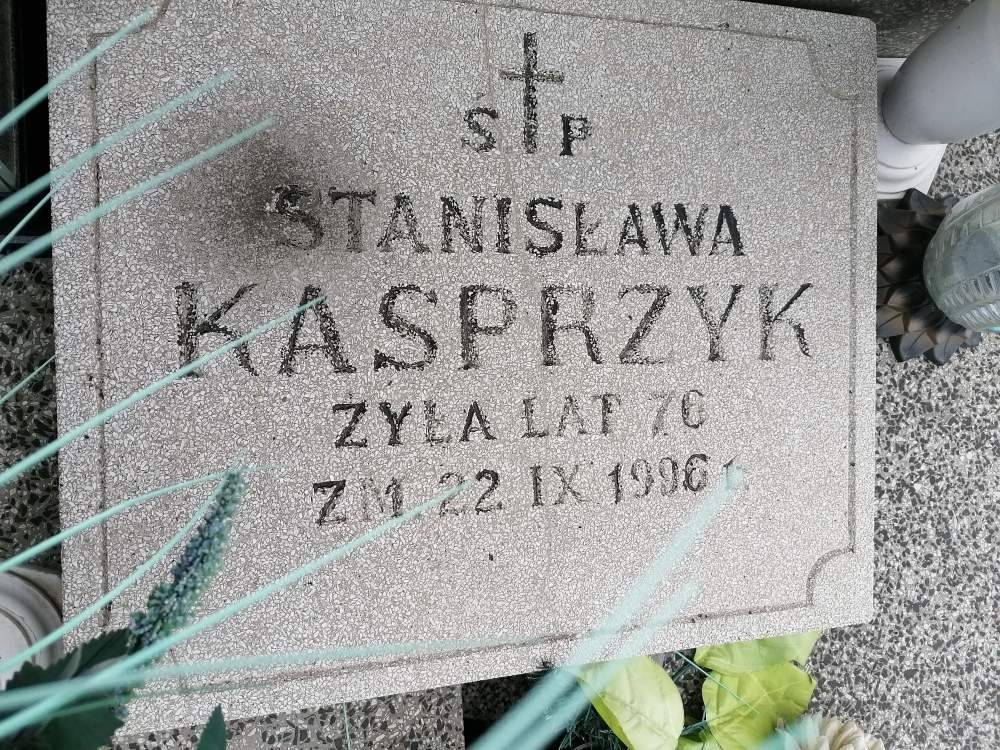 Ś P
STANISŁAWA
KASPRZYK
ŻYŁA LAT 76
ZM. 22 IX 1996 r